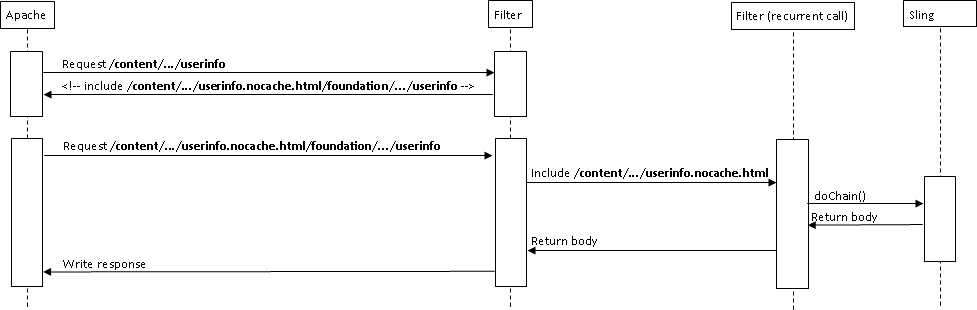 Apache
Filter
Filter (recurrent call)
Sling
Request /content/.../userinfo
<!-- include /content/.../userinfo.nocache.html/foundation/.../userinfo -->
Request /content/.../userinfo.nocache.html/foundation/.../userinfo
Include /content/.../userinfo.nocache.html
doChain()
Return body
Return body
Write response